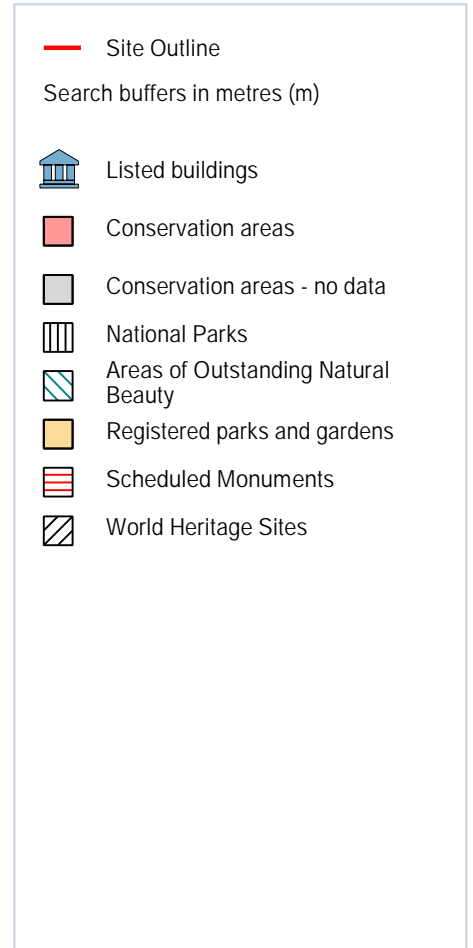 Site Outline
Search buffers in metres (m)
Listed buildings
Conservation areas
Conservation areas - no data
National Parks
Areas of Outstanding Natural
Beauty
Registered parks and gardens
Scheduled Monuments
World Heritage Sites